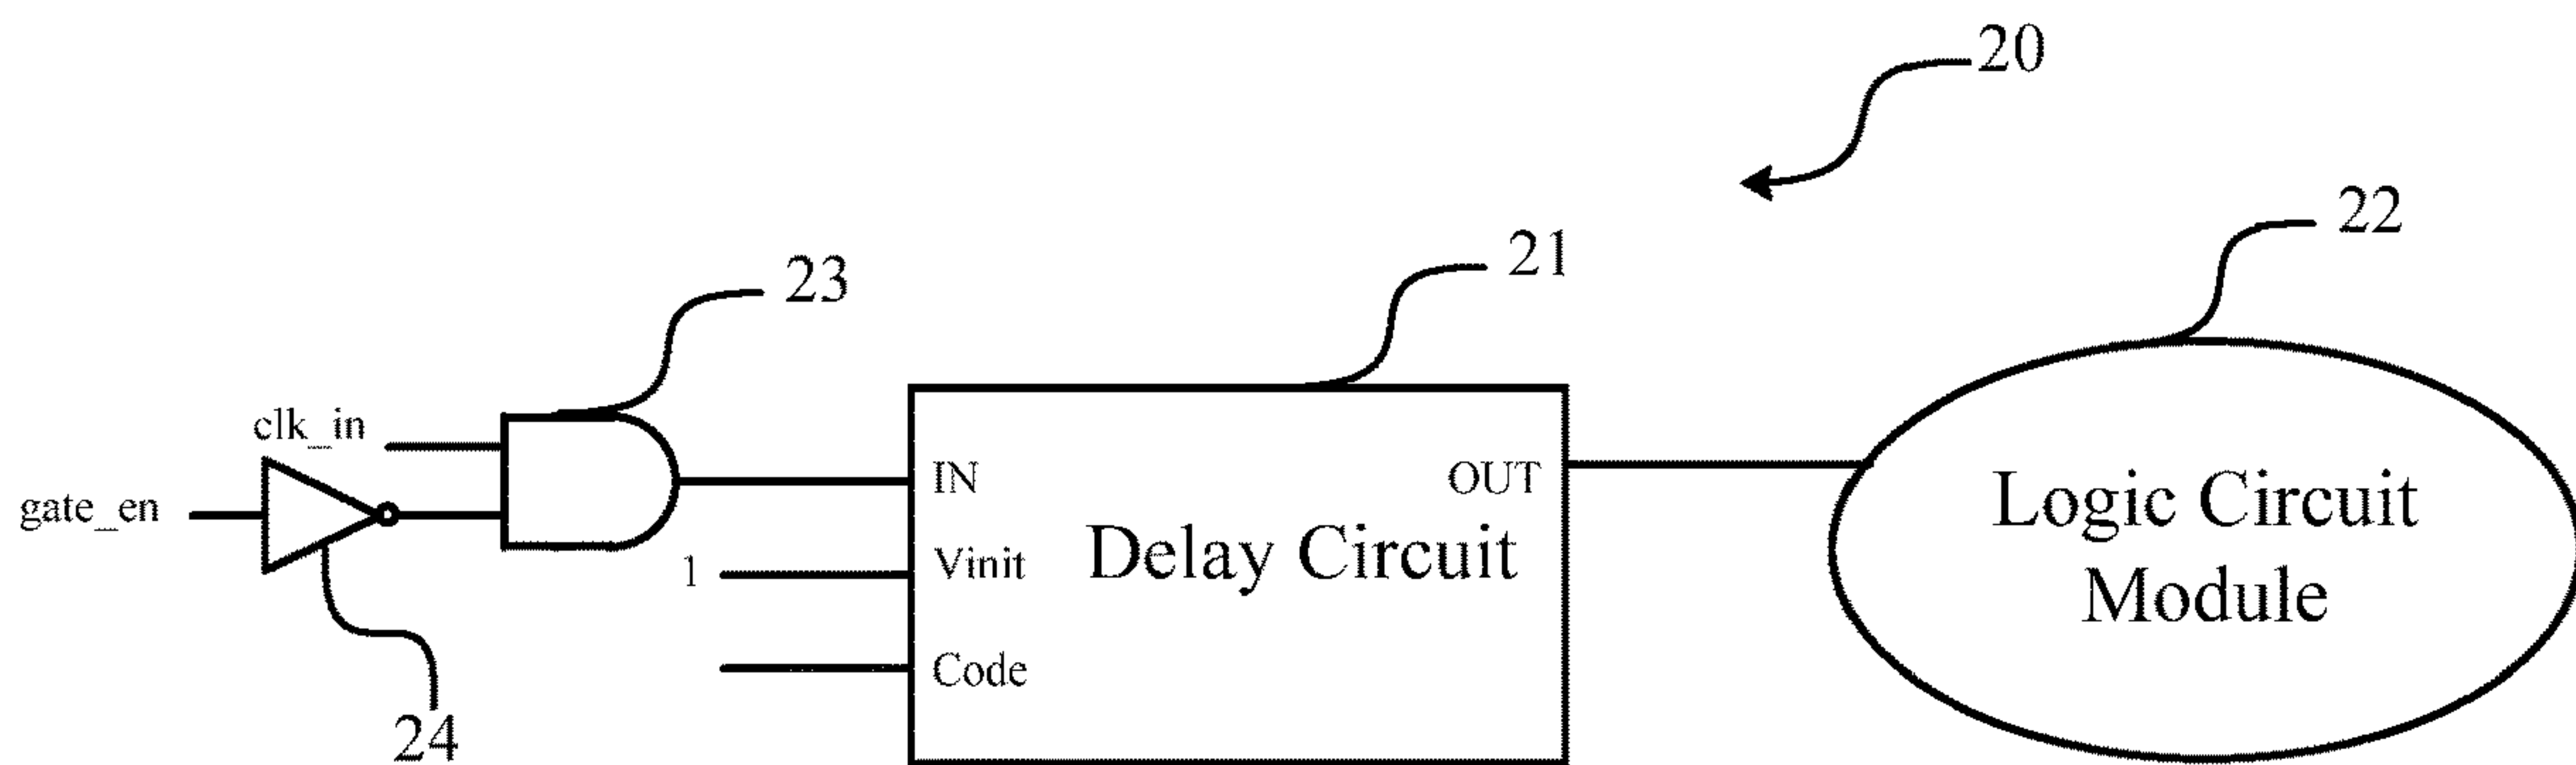 20
22
21
23
clk_in
gate_en
IN
OUT
1
Vinit
Delay Circuit
Code
Logic Circuit
Module
24